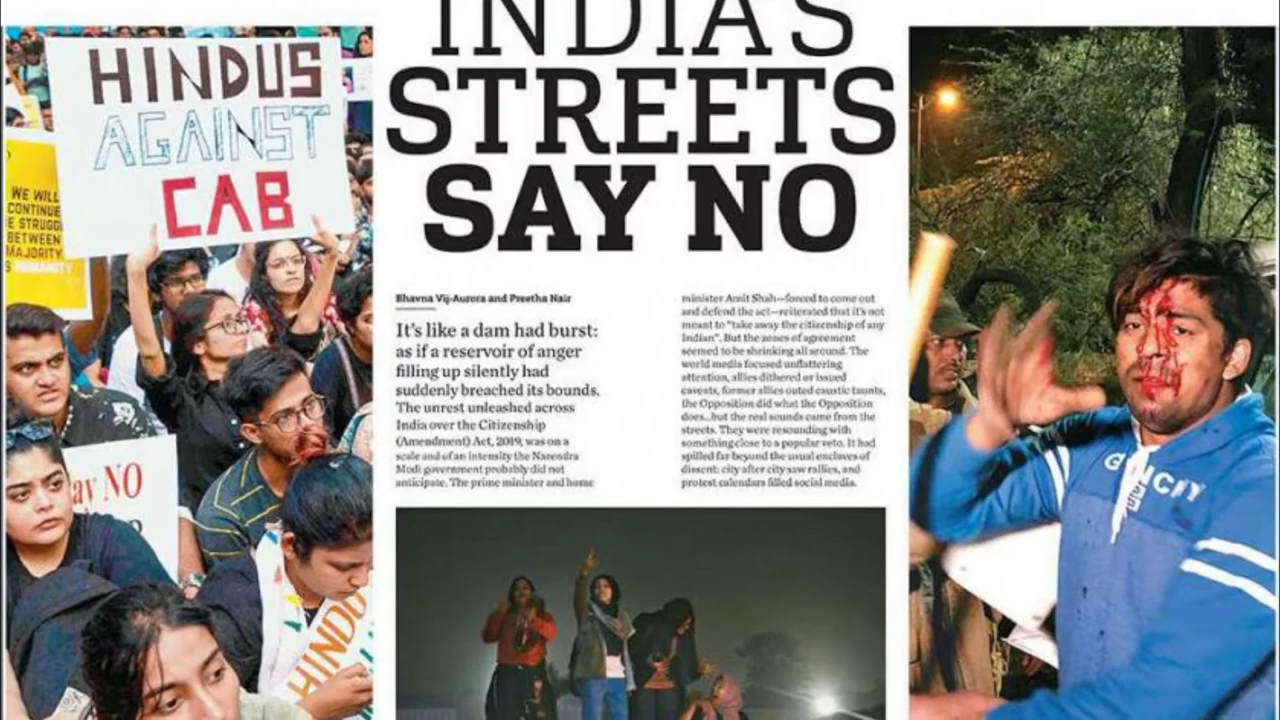 HINDUS
AGAINST
CAB
WE WILL
CONTINUE
E STRUGG
BETWEEN
MAJORITY
S HUMANITY
ay NO
HINDU
INDIA'S
STREETS
SAY NO
Bhavna Vij-Aurora and Preetha Nair
It's like a dam had burst:
as if a reservoir of anger
filling up silently had
suddenly breached its bounds.
The unrest unleashed across
India over the Citizenship
(Amendment) Act, 2019, was on a
scale and of an intensity the Narendra
Modi government probably did not
anticipate. The prime minister and home
minister Amit Shah—forced to come out
and defend the act—reiterated that it's not
meant to "take away the citizenship of any
Indian". But the zones of agreement
seemed to be shrinking all around. The
world media focused unflattering
attention, allies dithered or issued
caveats, former allies outed caustic taunts,
the Opposition did what the Opposition
does...but the real sounds came from the
streets. They were resounding with
something close to a popular veto. It had
spilled far beyond the usual enclaves of
dissent: city after city saw rallies, and
protest calendars filled social media.